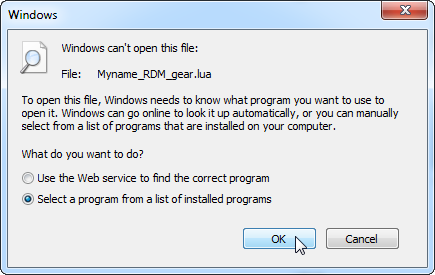 Windows
Windows can't open this file:
File: Myname_RDM_gear.lua
To open this file, Windows needs to know what program you want to use to
open it. Windows can go online to look it up automatically, or you can manually
select from a list of programs that are installed on your computer.
What do you want to do?
Use the Web service to find the correct program
Select a program from a list of installed programs
OK Cancel